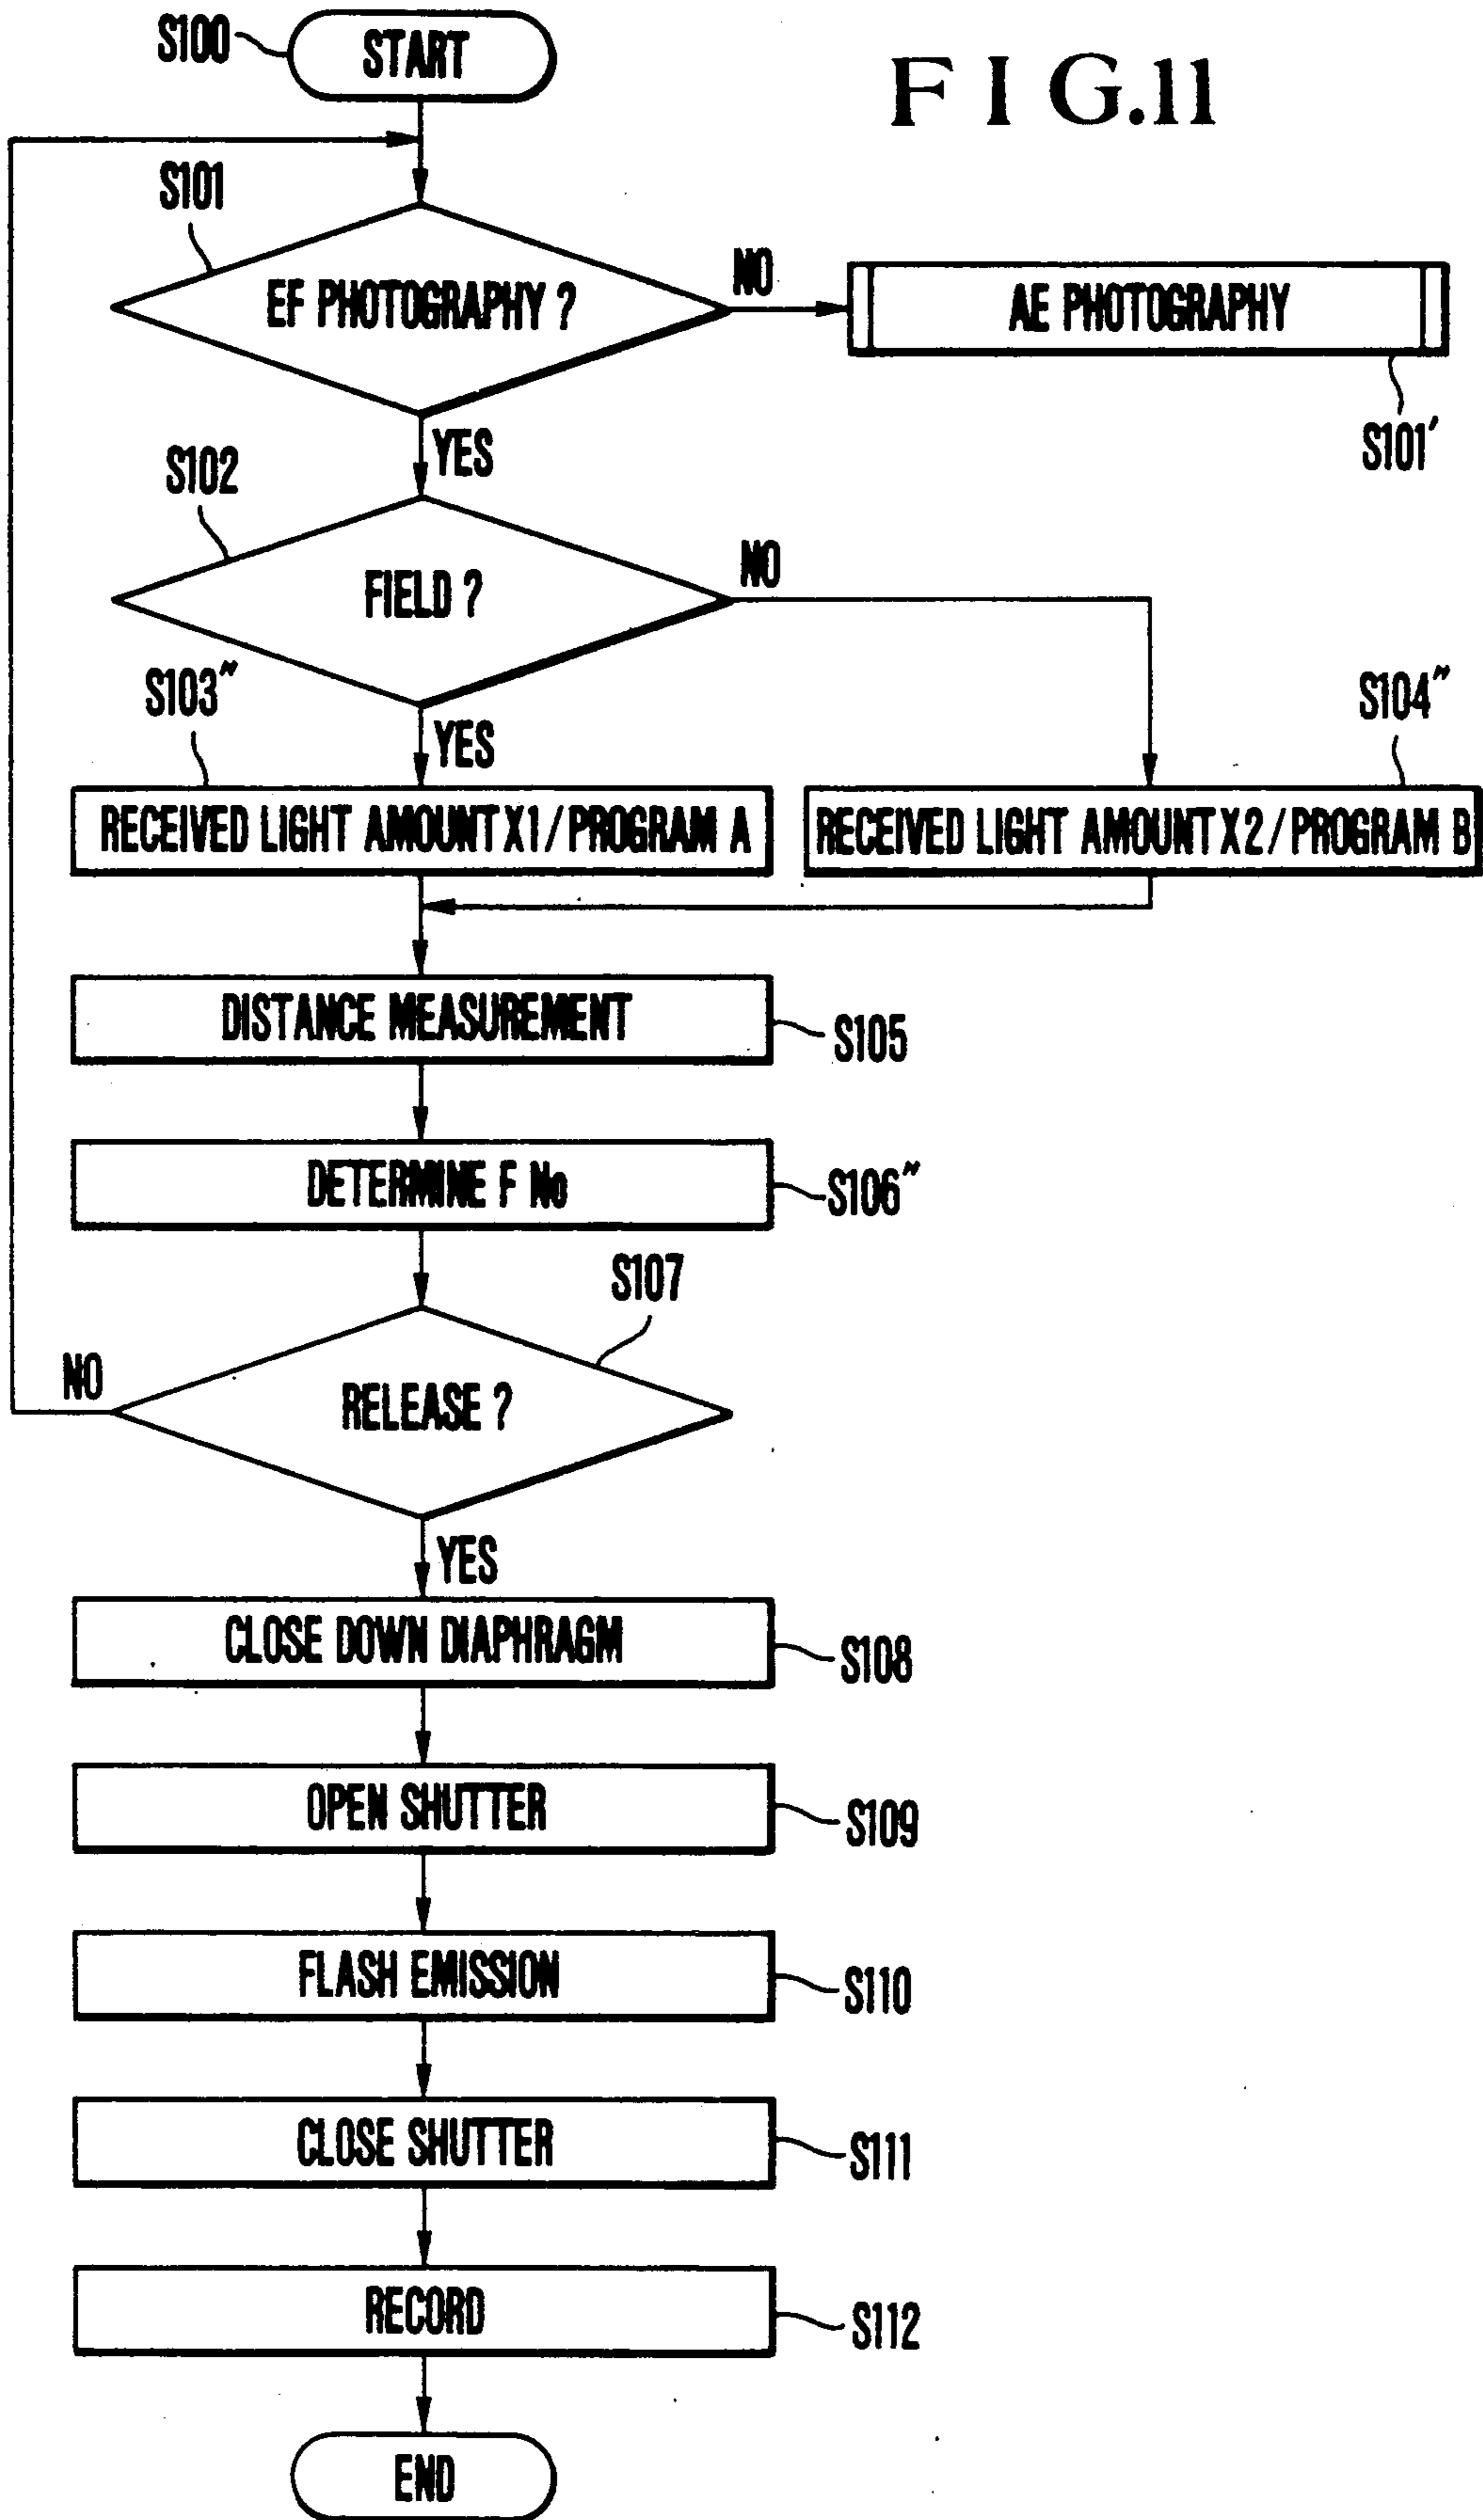 S100
START
F I G.11
S101
EF PHOTOGRAPHY ?
NO
AE PHOTOGRAPHY
S101'
YES
S102
FIELD ?
NO
S103"
YES
S104"
RECEIVED LIGHT AMOUNT X1/PROGRAM A
RECEIVED LIGHT AMOUNT X2/PROGRAM B
DISTANCE MEASUREMENT
S105
DETERMINE F No
S106"
S107
NO
RELEASE ?
YES
CLOSE DOWN DIAPHRAGM
S108
OPEN SHUTTER
S109
FLASH EMISSION
S110
CLOSE SHUTTER
S111
RECORD
S112
END